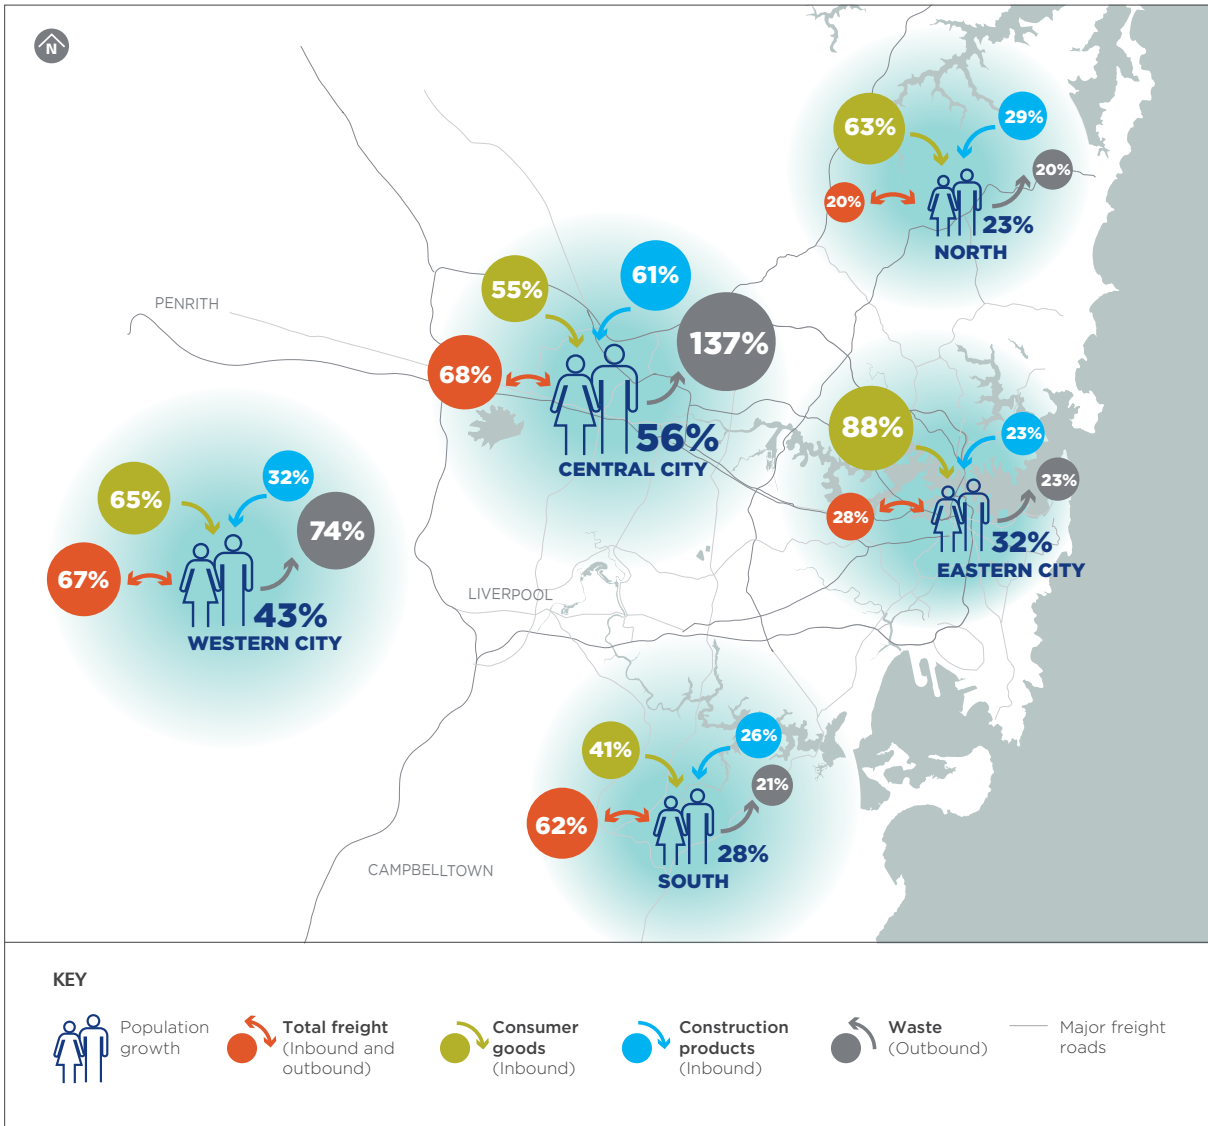 N
63%
29%
20%
20%
23%
NORTH
55%
61%
137%
68%
56%
CENTRAL CITY
PENRITH
88%
23%
23%
28%
32%
EASTERN CITY
65%
32%
74%
67%
43%
WESTERN CITY
LIVERPOOL
41%
26%
21%
62%
28%
SOUTH
CAMPBELLTOWN
KEY
Population
growth
Total freight
(Inbound and
outbound)
Consumer
goods
(Inbound)
Construction
products
(Inbound)
Waste
(Outbound)
Major freight
roads